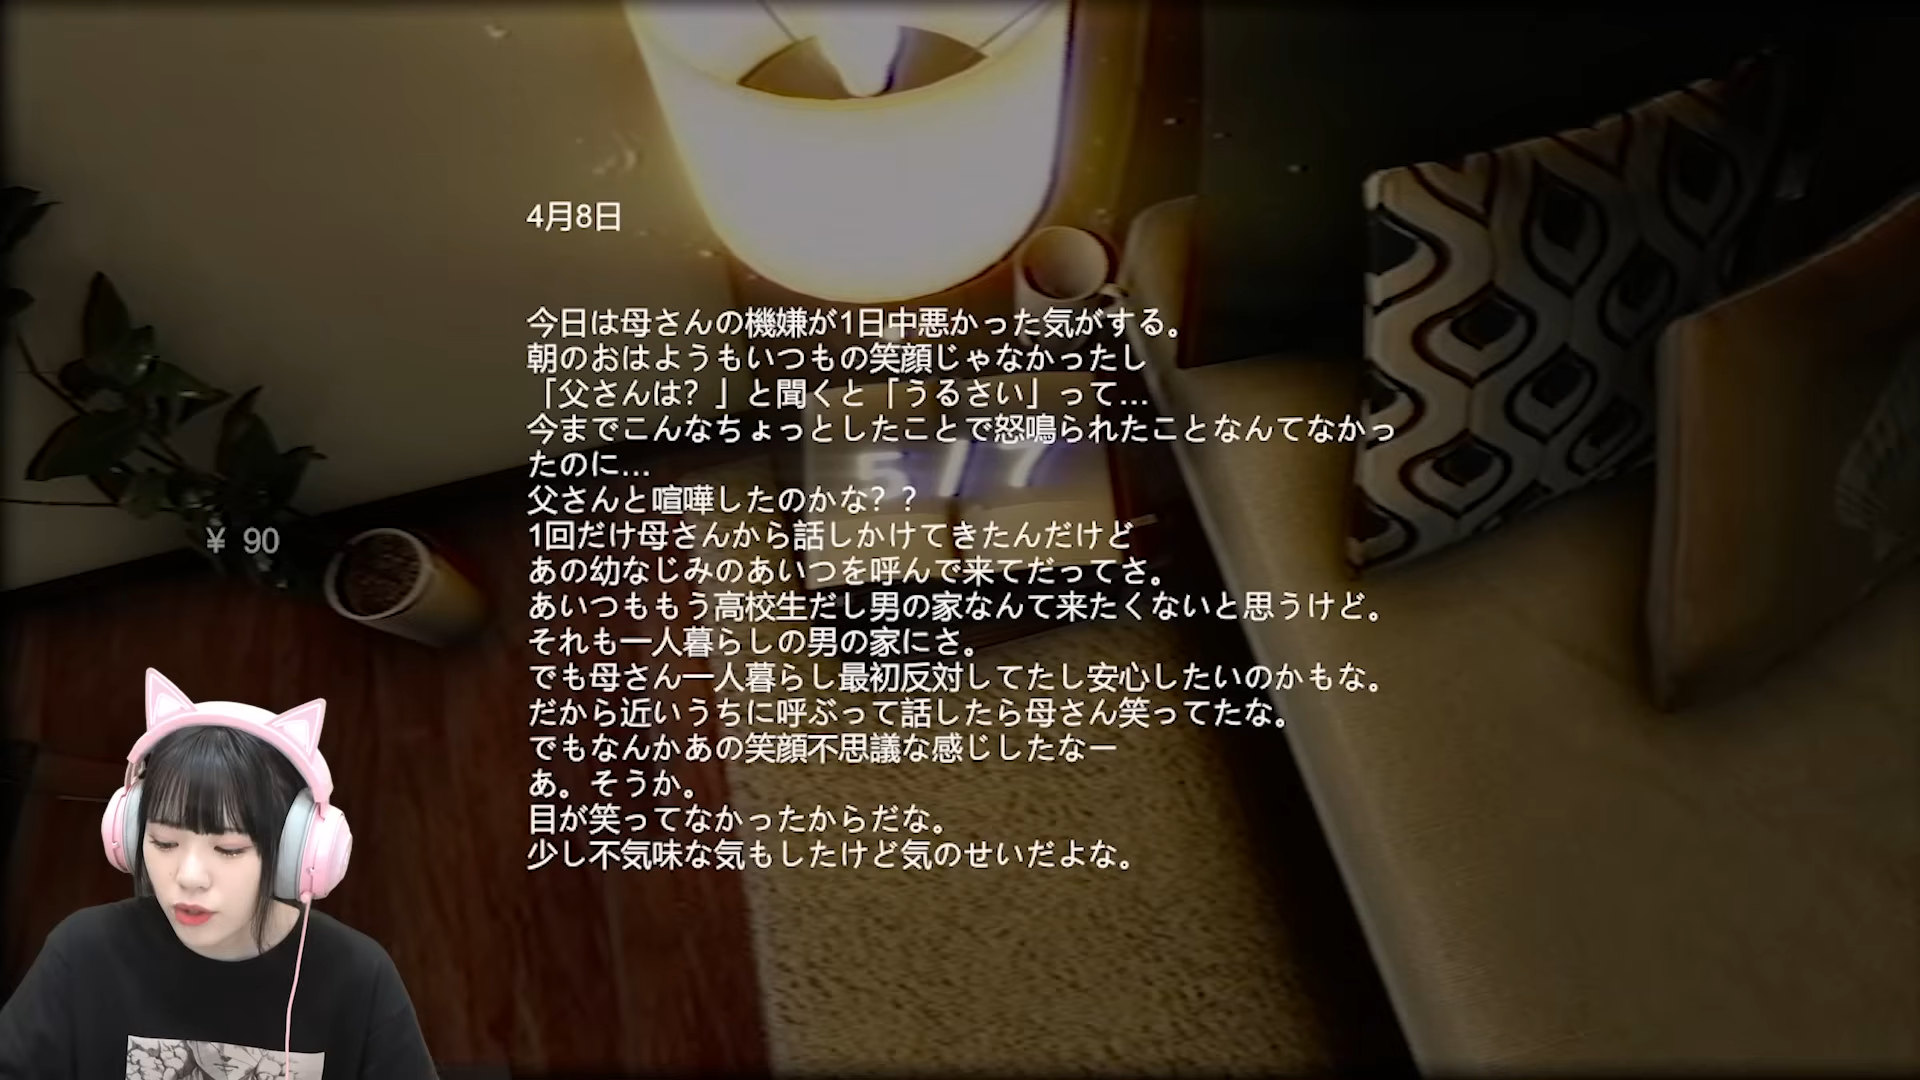 4月8日
今日は母さんの機嫌が1日中悪かった気がする。
朝のおはようもいつもの笑顔じゃなかったし
「父さんは？」と聞くと「うるさい」って…
今までこんなちょっとしたことで怒鳴られたことなんてなかっ
たのに…
父さんと喧嘩したのかな？？
1回だけ母さんから話しかけてきたんだけど
あの幼なじみのあいつを呼んで来てだってさ。
あいつももう高校生だし男の家なんて来たくないと思うけど。
それも一人暮らしの男の家にさ。
でも母さん一人暮らし最初反対してたし安心したいのかもな。
だから近いうちに呼ぶって話したら母さん笑ってたな。
でもなんかあの笑顔不思議な感じしたなー
あ。そうか。
目が笑ってなかったからだな。
少し不気味な気もしたけど気のせいだよな。
¥ 90
517